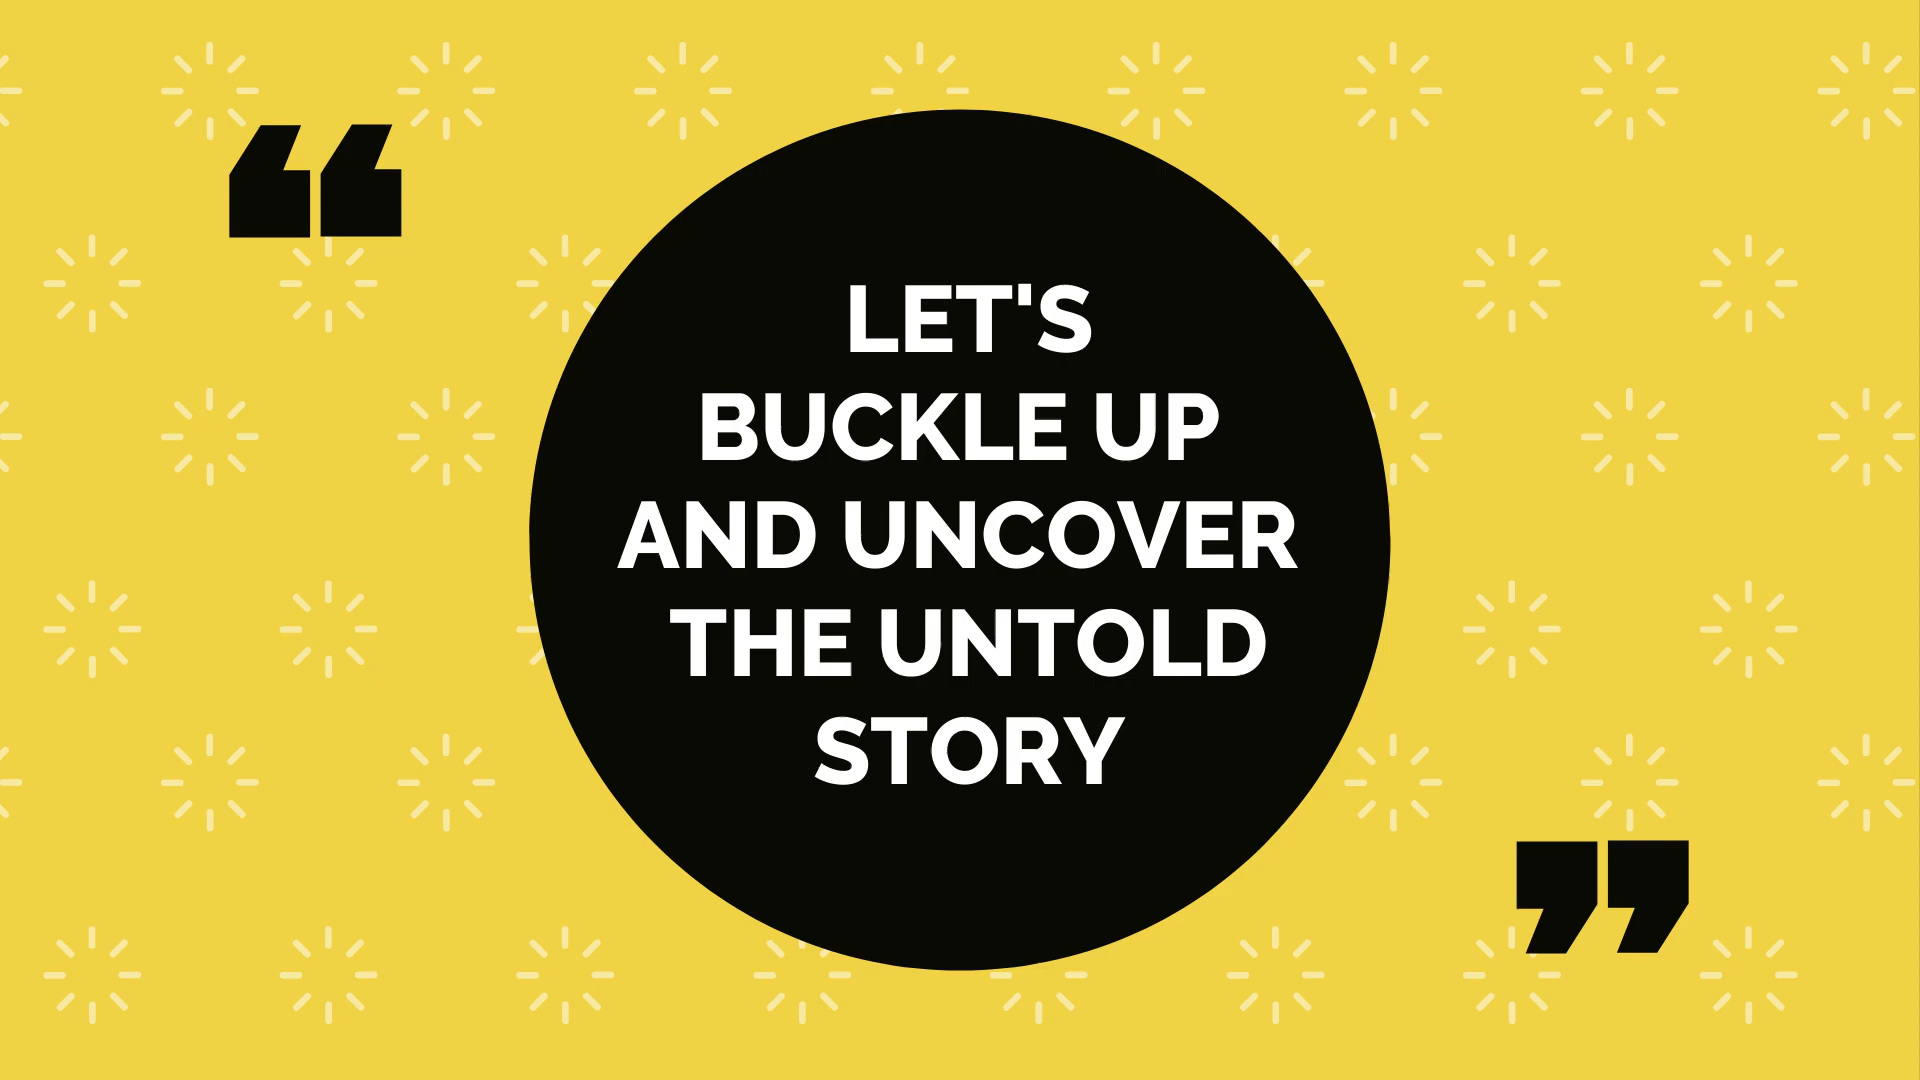 “
LET'S
BUCKLE UP
AND UNCOVER
THE UNTOLD
STORY
”